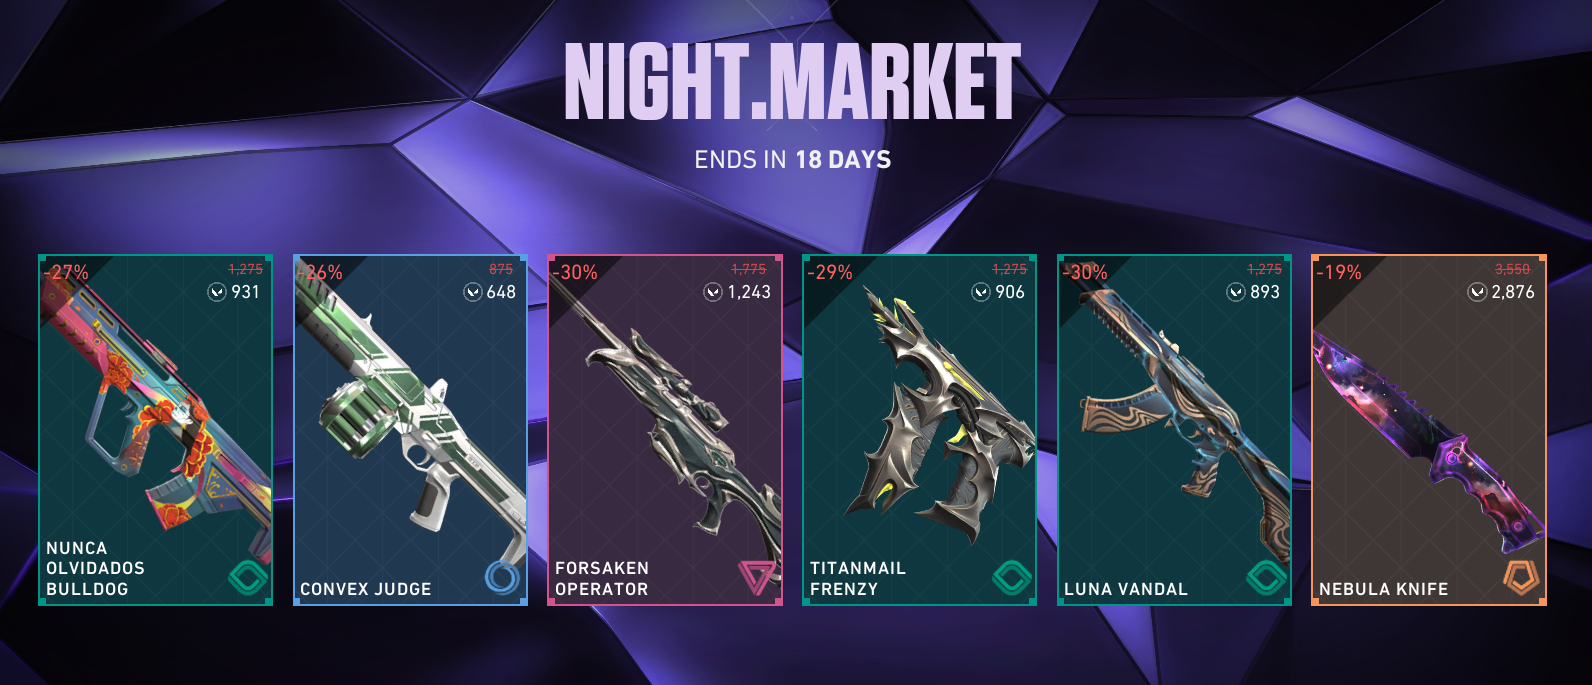 NIGHT.MARKET
ENDS IN 18 DAYS
-27%
1,275
931
NUNCA
OLVIDADOS
BULLDOG
-26%
875
648
CONVEX JUDGE
-30%
1,775
1,243
FORSAKEN
OPERATOR
-29%
1,275
906
TITANMAIL
FRENZY
-30%
1,275
893
LUNA VANDAL
-19%
3,550
2,876
NEBULA KNIFE